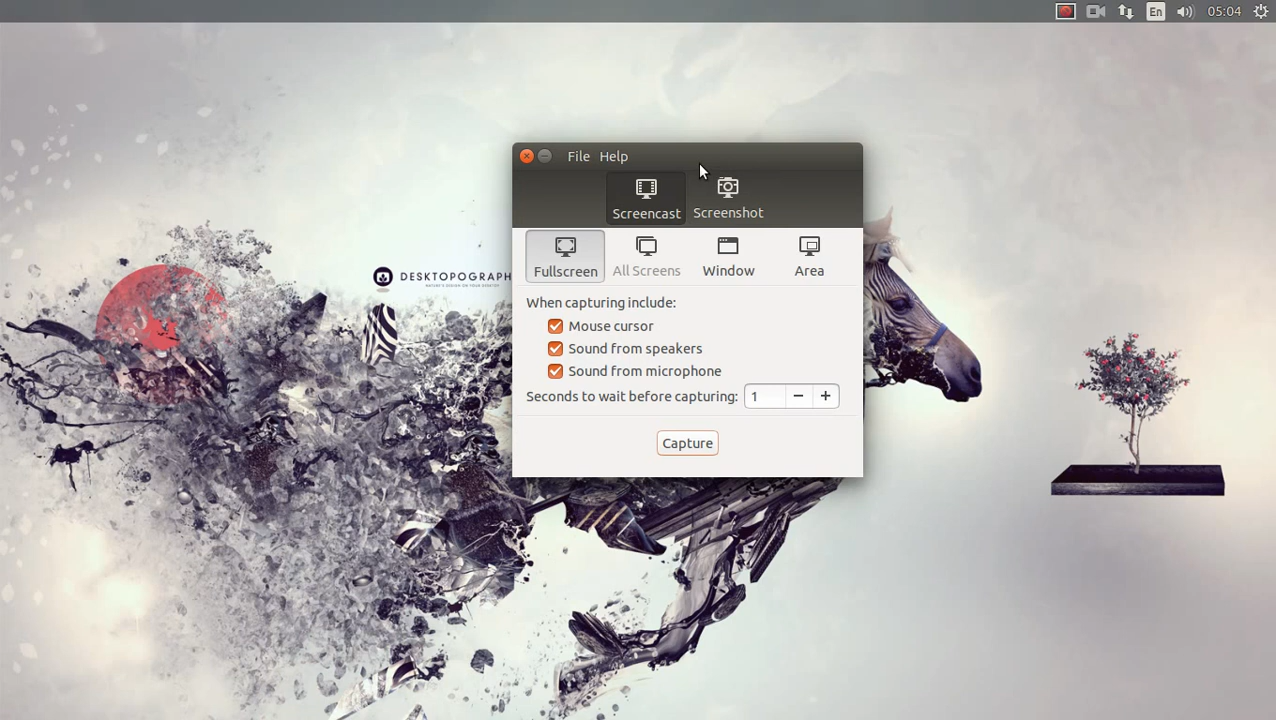 En 05:04
File Help
Screencast Screenshot
Fullscreen All Screens Window Area
DESKTOPOGRAPH
When capturing include:
Mouse cursor
Sound from speakers
Sound from microphone
Seconds to wait before capturing: 1 − +
Capture